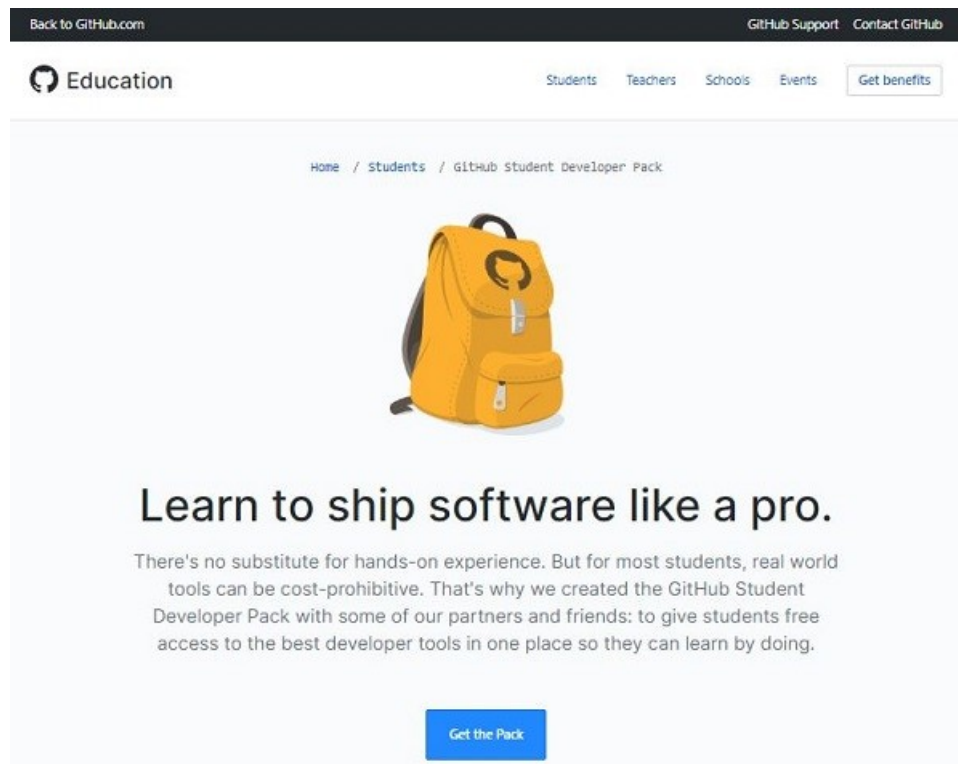 Back to GitHub.com GitHub Support Contact GitHub
Education Students Teachers Schools Events Get benefits
Home / Students / GitHub Student Developer Pack
Learn to ship software like a pro.
There's no substitute for hands-on experience. But for most students, real world
tools can be cost-prohibitive. That's why we created the GitHub Student
Developer Pack with some of our partners and friends: to give students free
access to the best developer tools in one place so they can learn by doing.
Get the Pack